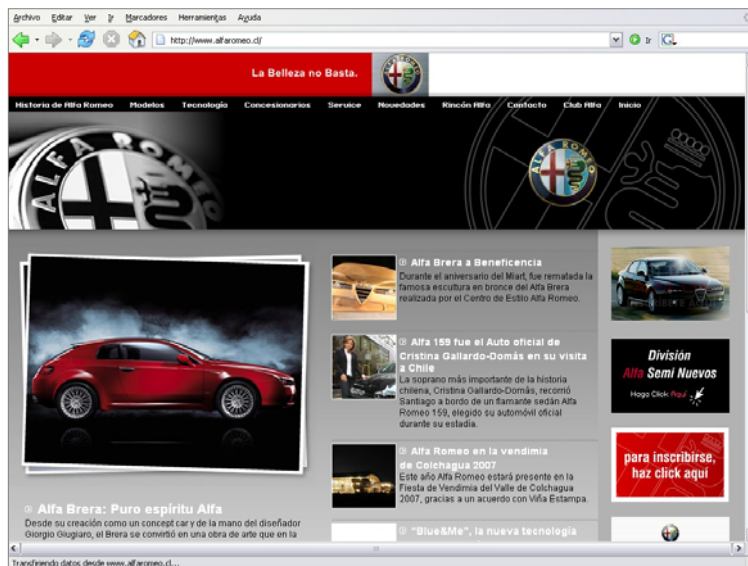 Archivo Editar Ver Ir Marcadores Herramientas Ayuda
http://www.alfaromeo.cl/
Ir
La Belleza no Basta.
Historia de Alfa Romeo Modelos Tecnología Concesionarios Service Novedades Rincón Alfa Contacto Club Alfa Inicio
ALFA ROMEO
ALFA ROMEO
Alfa Brera a Beneficencia
Durante el aniversario del Miart, fue rematada la
famosa escultura en bronce del Alfa Brera
realizada por el Centro de Estilo Alfa Romeo.
Alfa 159 fue el Auto oficial de
Cristina Gallardo-Domás en su visita
a Chile
La soprano más importante de la historia
chilena, Cristina Gallardo-Domás, recorrió
Santiago a bordo de un flamante sedán Alfa
Romeo 159, elegido su automóvil oficial
durante su estadía.
Alfa Romeo en la vendimia
de Colchagua 2007
Este año Alfa Romeo estará presente en la
Fiesta de Vendimia del Valle de Colchagua
2007, gracias a un acuerdo con Viña Estampa.
"Blue&Me", la nueva tecnología
Alfa Brera: Puro espíritu Alfa
Desde su creación como un concept car y de la mano del diseñador
Giorgio Giugiaro, el Brera se convirtió en una obra de arte que en la
División
Alfa Semi Nuevos
Haga Click Aquí
para inscribirse,
haz click aquí
Transfiriendo datos desde www.alfaromeo.cl...